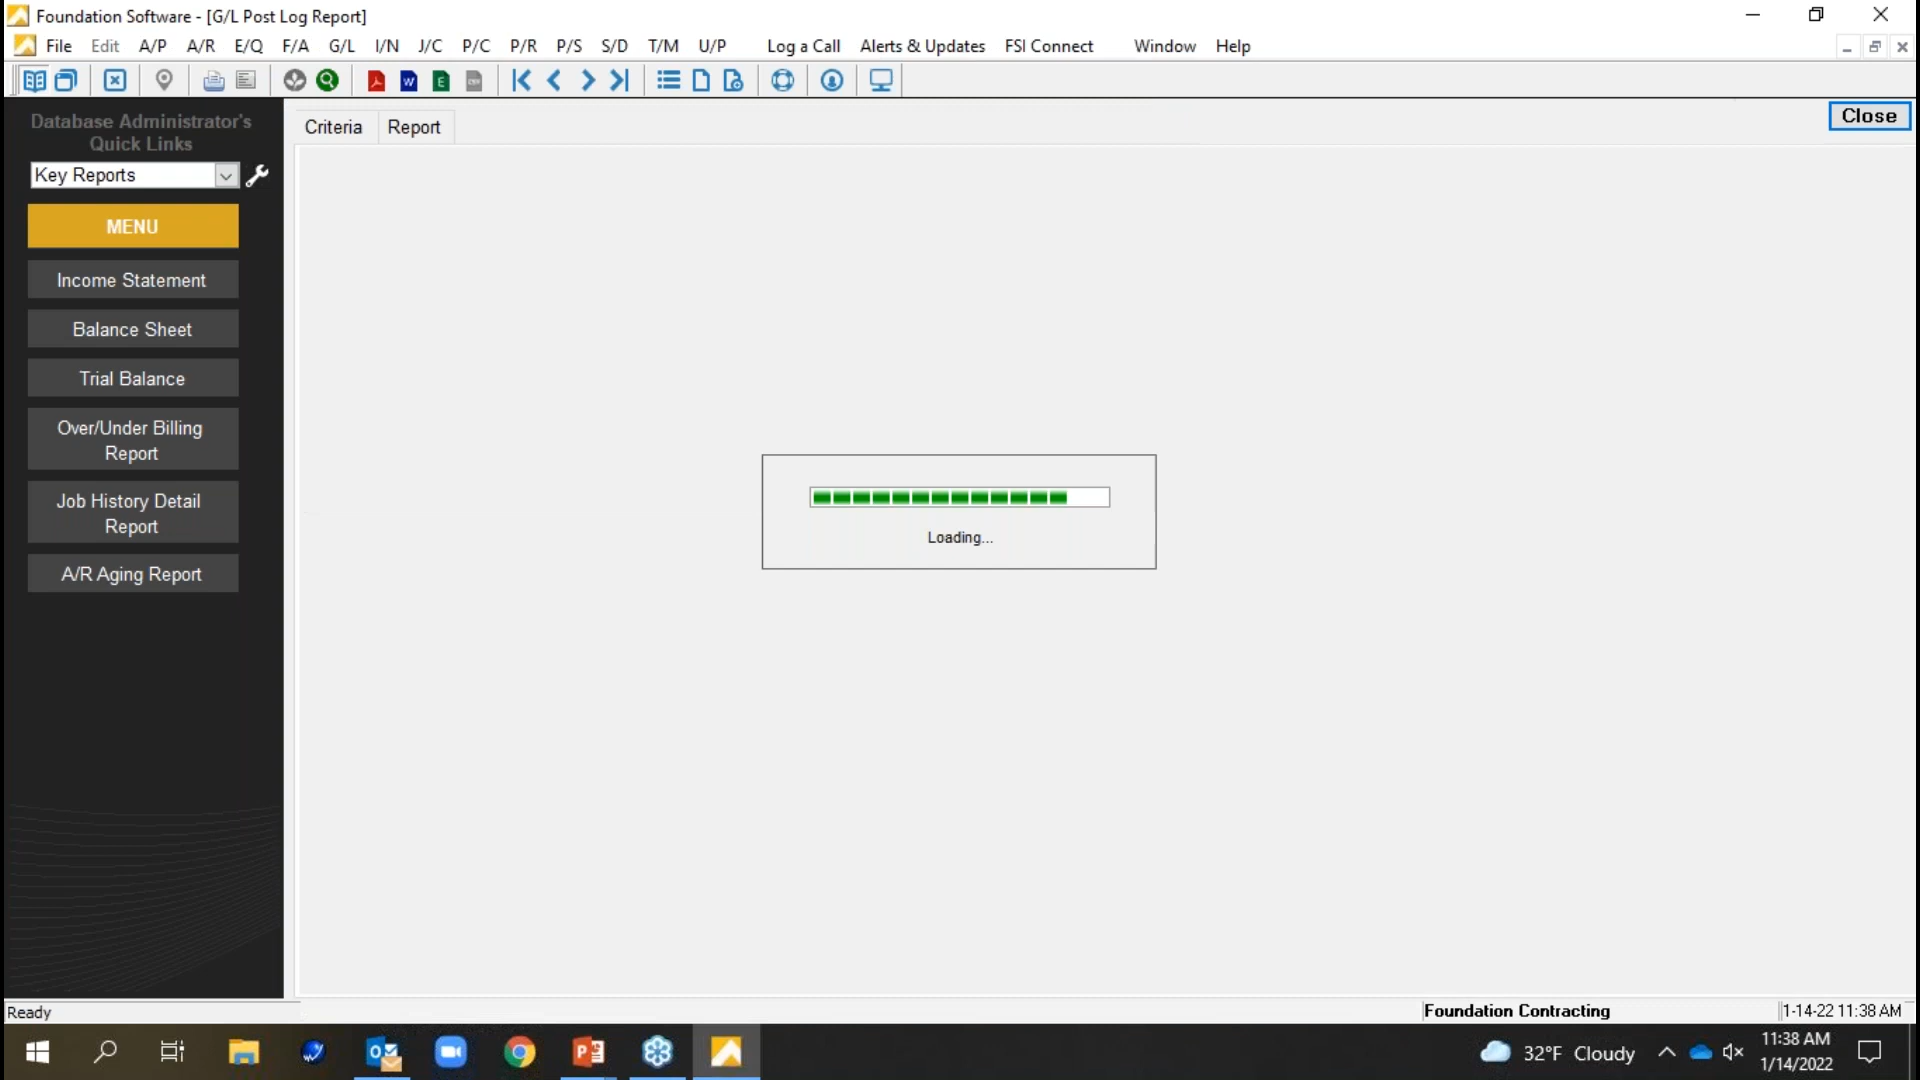 Foundation Software - [G/L Post Log Report]
File Edit A/P A/R E/Q F/A G/L I/N J/C P/C P/R P/S S/D T/M U/P Log a Call Alerts & Updates FSI Connect Window Help
Database Administrator's
Quick Links
Key Reports
MENU
Income Statement
Balance Sheet
Trial Balance
Over/Under Billing
Report
Job History Detail
Report
A/R Aging Report
Criteria Report
Close
Loading...
Ready
Foundation Contracting
1-14-22 11:38 AM
32°F Cloudy
11:38 AM
1/14/2022